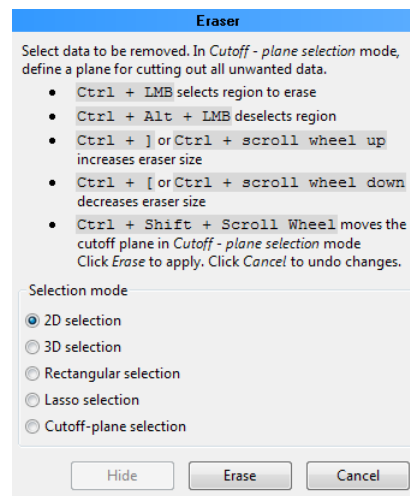 Eraser
Select data to be removed. In Cutoff - plane selection mode,
define a plane for cutting out all unwanted data.
• Ctrl + LMB selects region to erase
• Ctrl + Alt + LMB deselects region
• Ctrl + ] or Ctrl + scroll wheel up
increases eraser size
• Ctrl + [ or Ctrl + scroll wheel down
decreases eraser size
• Ctrl + Shift + Scroll Wheel moves the
cutoff plane in Cutoff - plane selection mode
Click Erase to apply. Click Cancel to undo changes.
Selection mode
2D selection
3D selection
Rectangular selection
Lasso selection
Cutoff-plane selection
Hide Erase Cancel